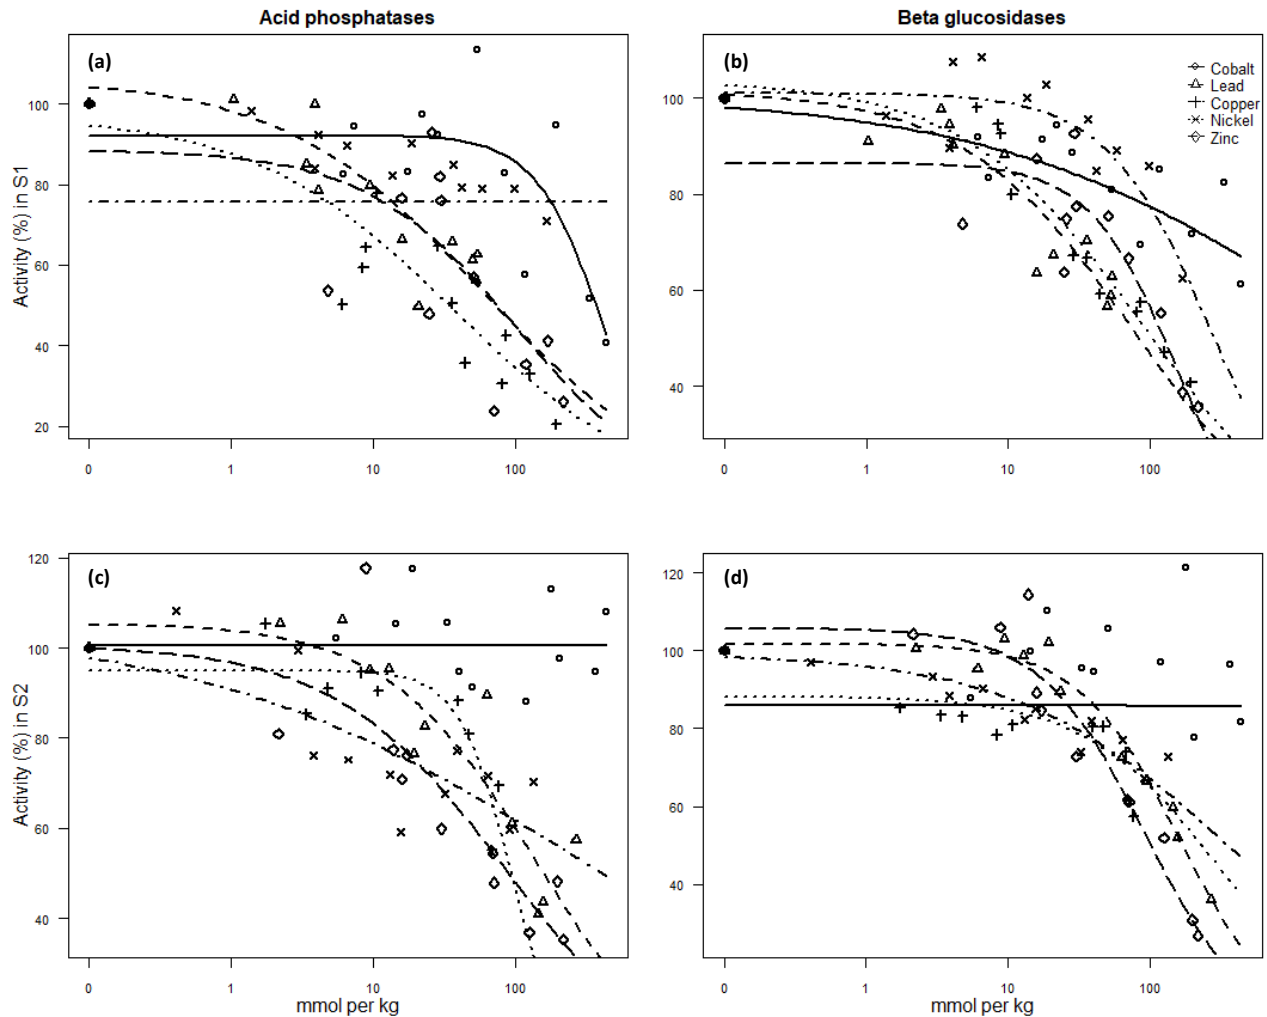 Acid phosphatases
Beta glucosidases
(a)
Activity (%) in S1
100
80
60
40
20
0 1 10 100
(b)
Cobalt
Lead
Copper
Nickel
Zinc
100
80
60
40
0 1 10 100
(c)
Activity (%) in S2
120
100
80
60
40
0 1 10 100
mmol per kg
(d)
120
100
80
60
40
0 1 10 100
mmol per kg